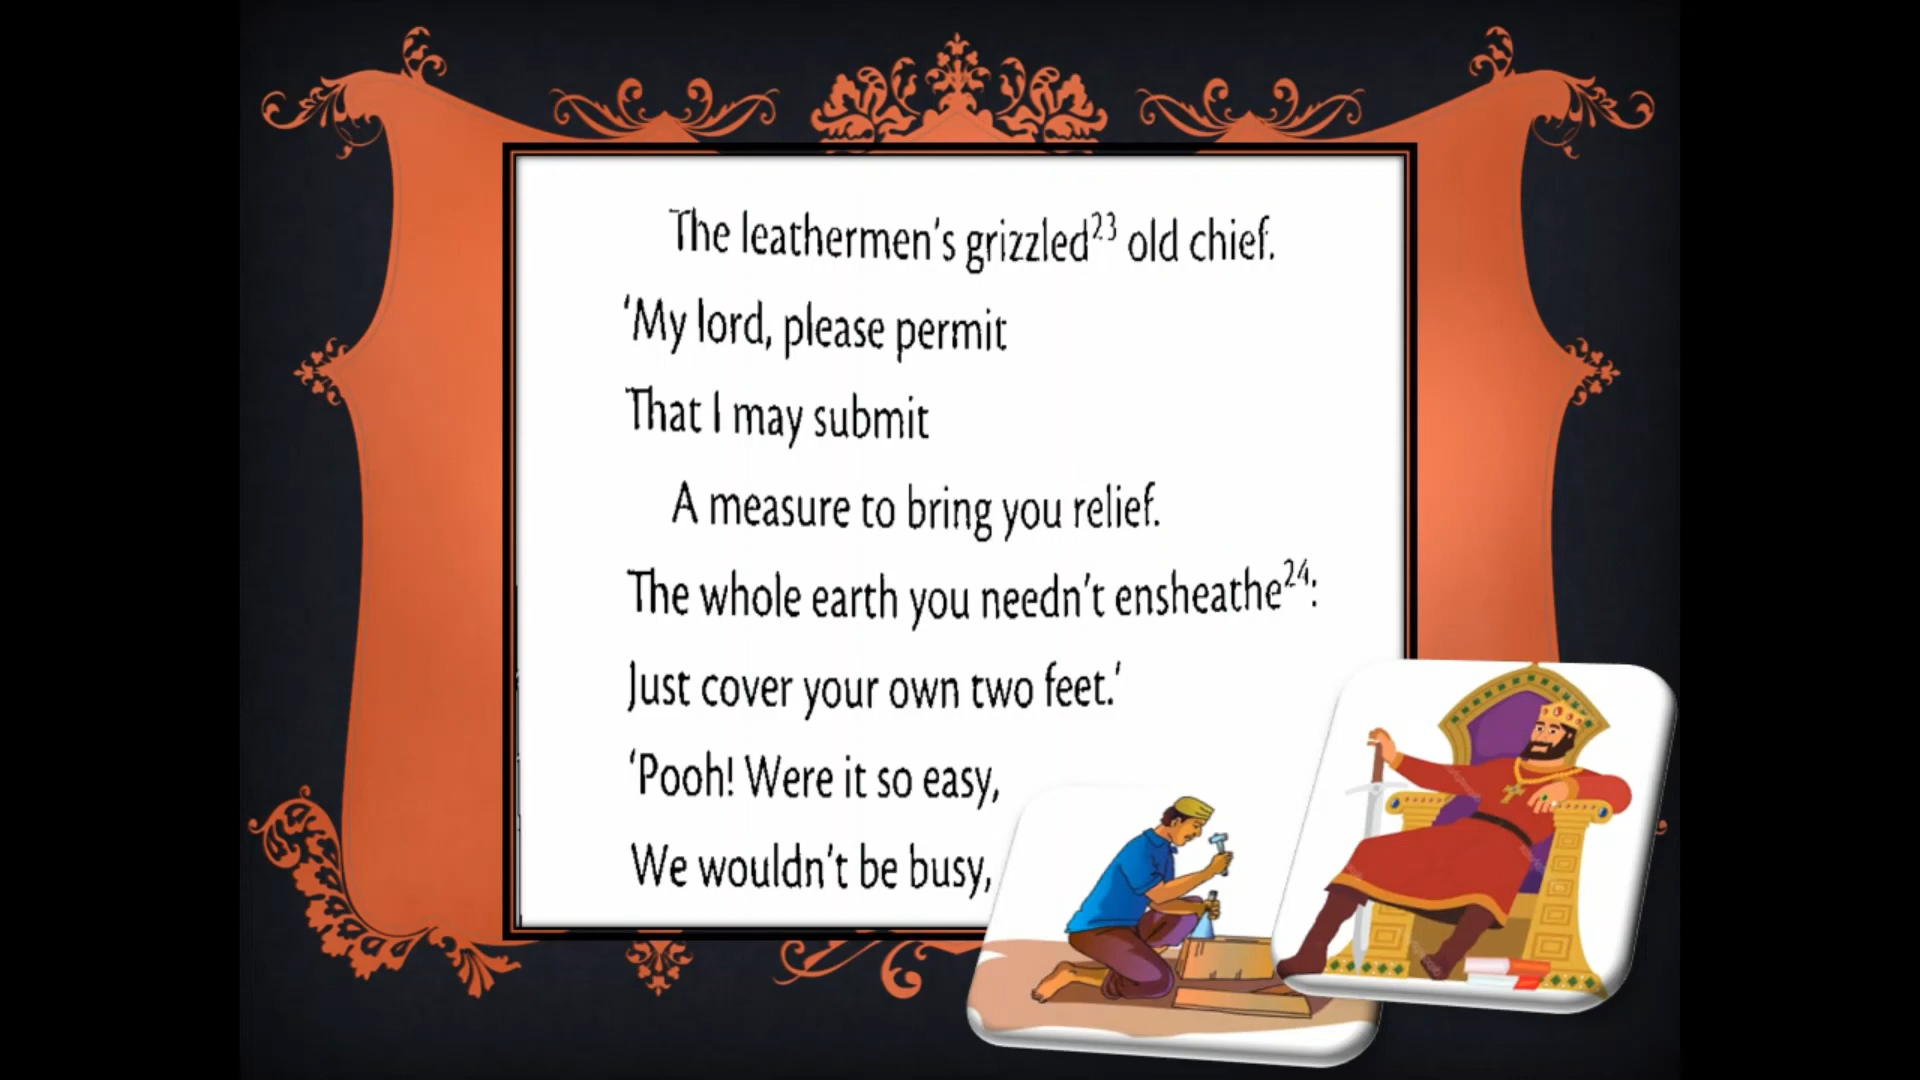 The leathermen's grizzled²³ old chief.
‘My lord, please permit
That I may submit
A measure to bring you relief.
The whole earth you needn't ensheathe²⁴:
Just cover your own two feet.’
‘Pooh! Were it so easy,
We wouldn't be busy,